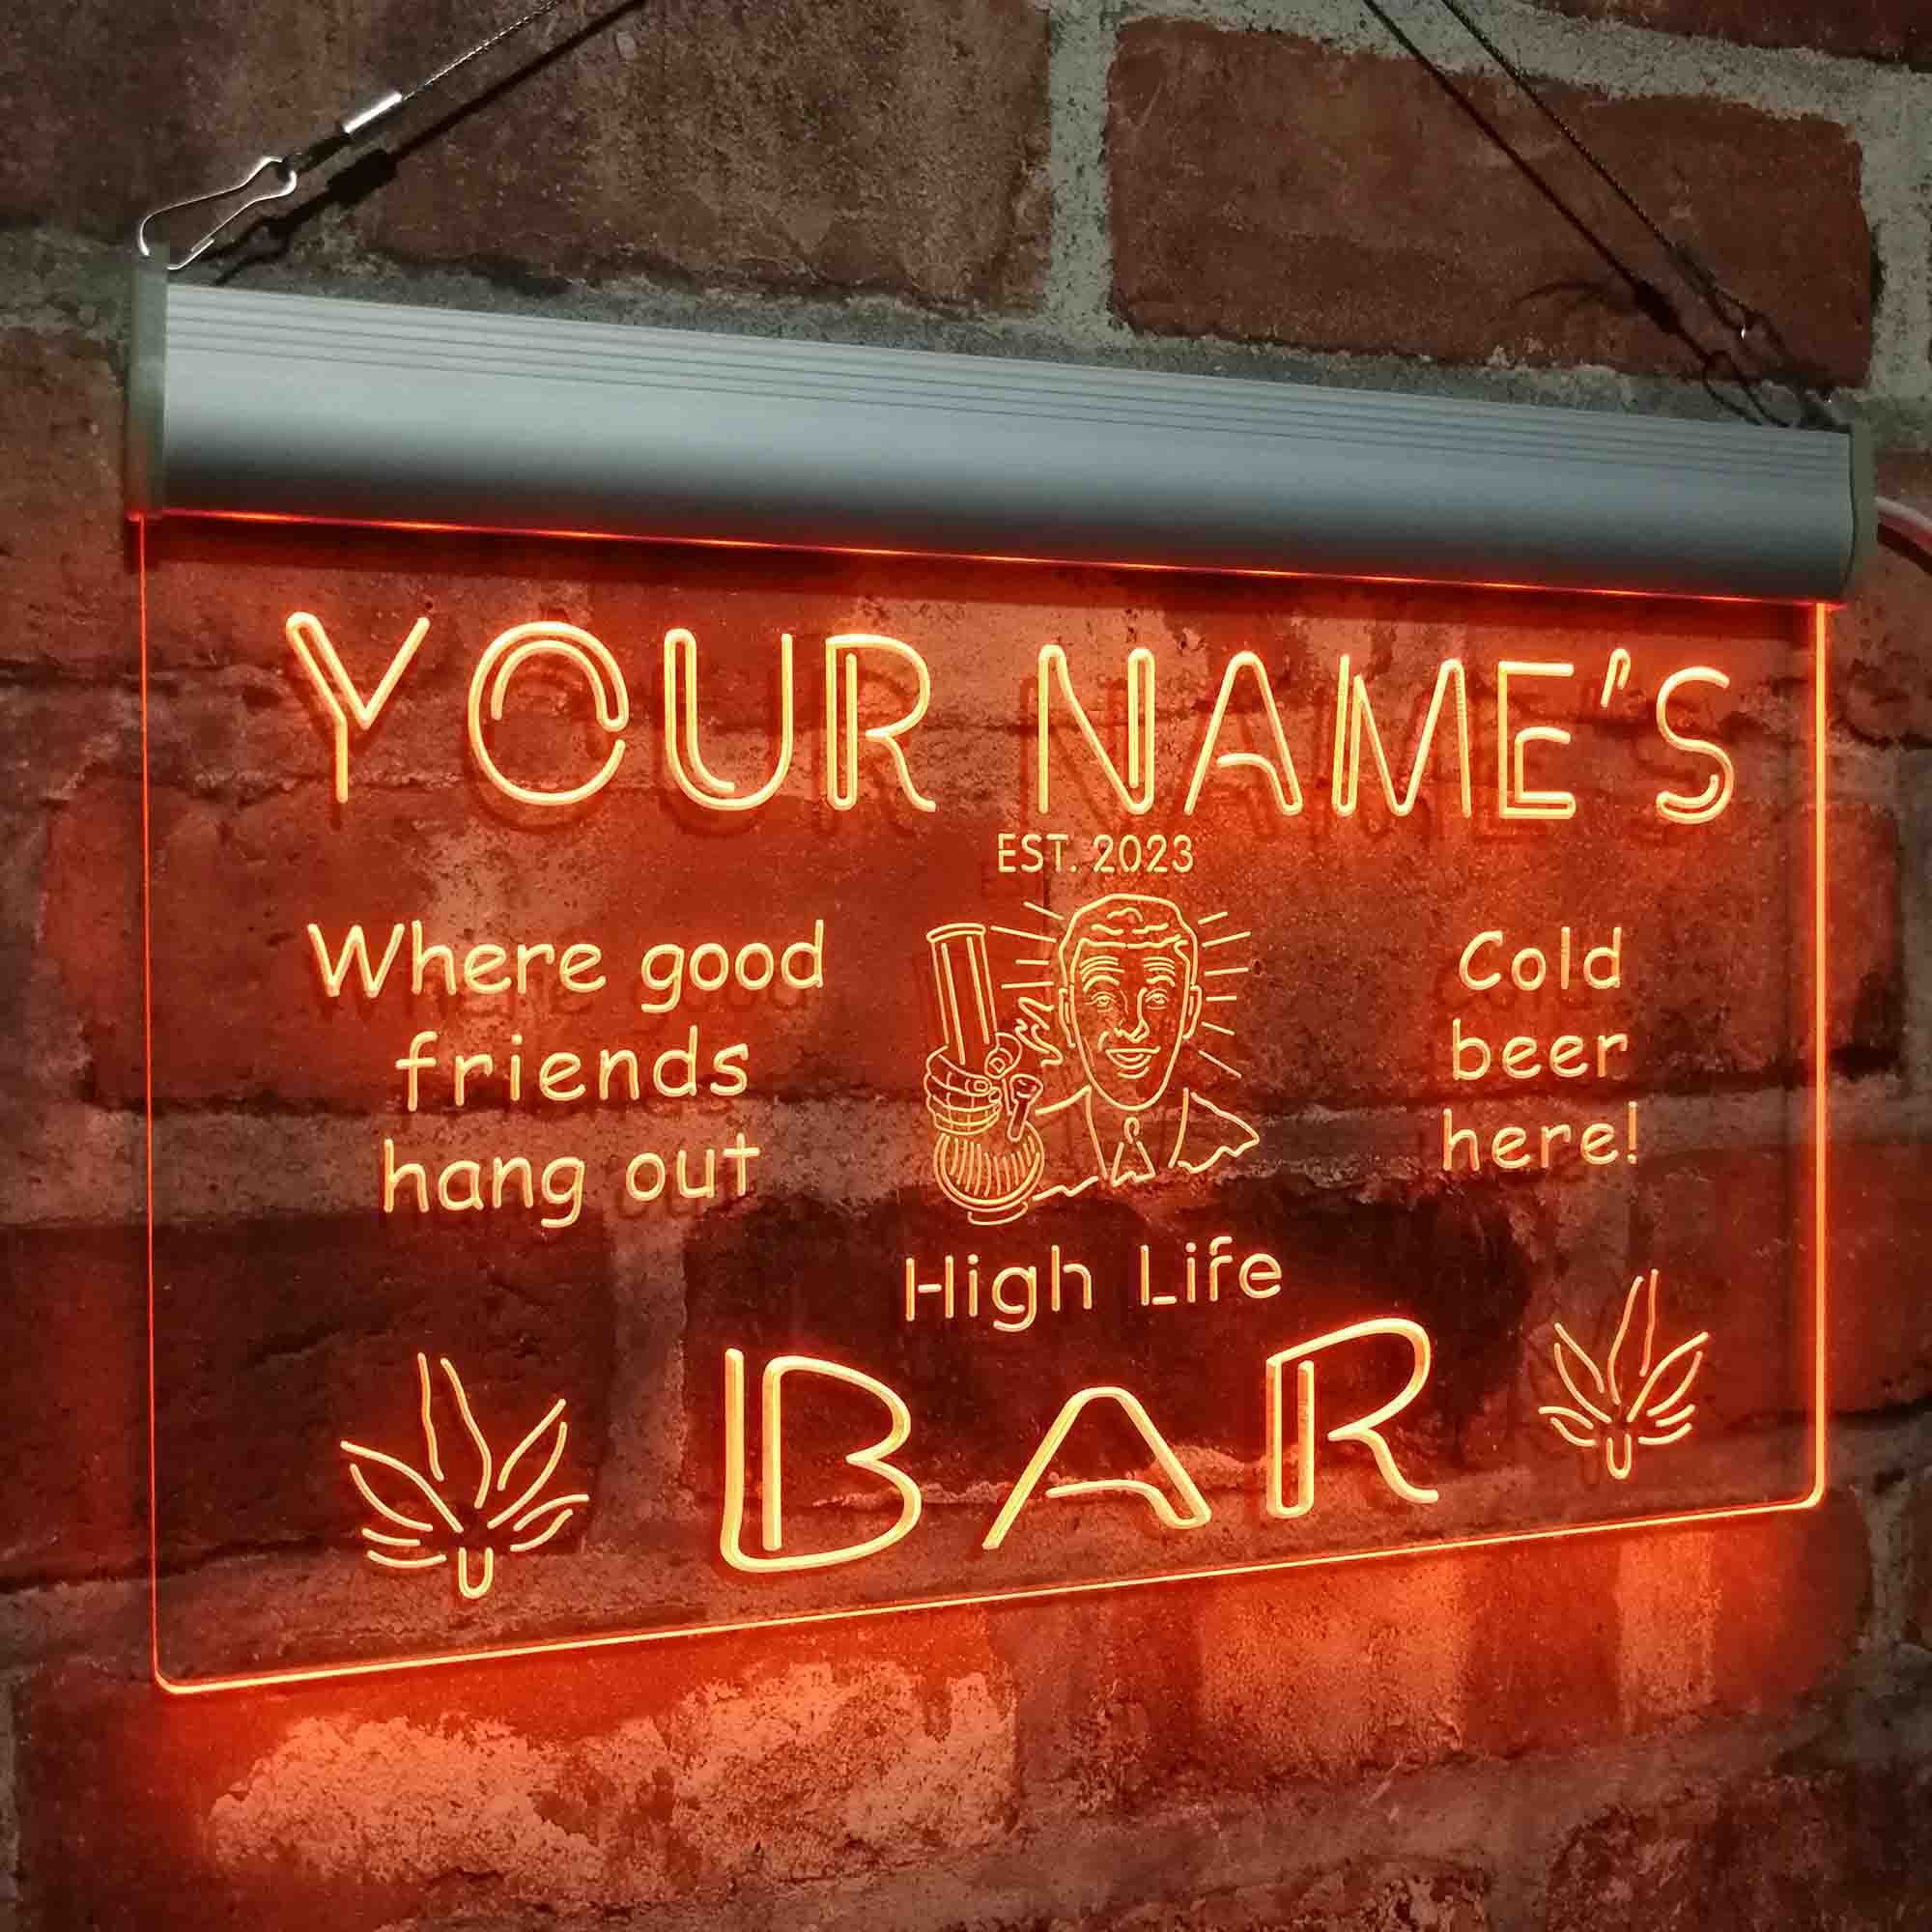 YOUR NAME'S
EST. 2023
Where good
friends
hang out
Cold
beer
here!
High Life
BAR